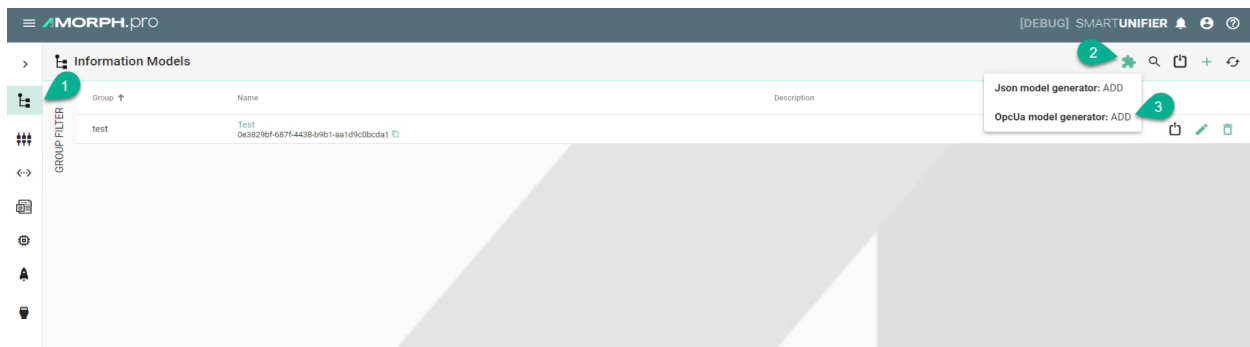 AMORPH.pro
[DEBUG] SMARTUNIFIER
Information Models
2
1
Json model generator: ADD
OpcUa model generator: ADD
3
GROUP FILTER
Group Name Description
test Test
0e3829bf-687f-4438-b9b1-aa1d9c0bcda1